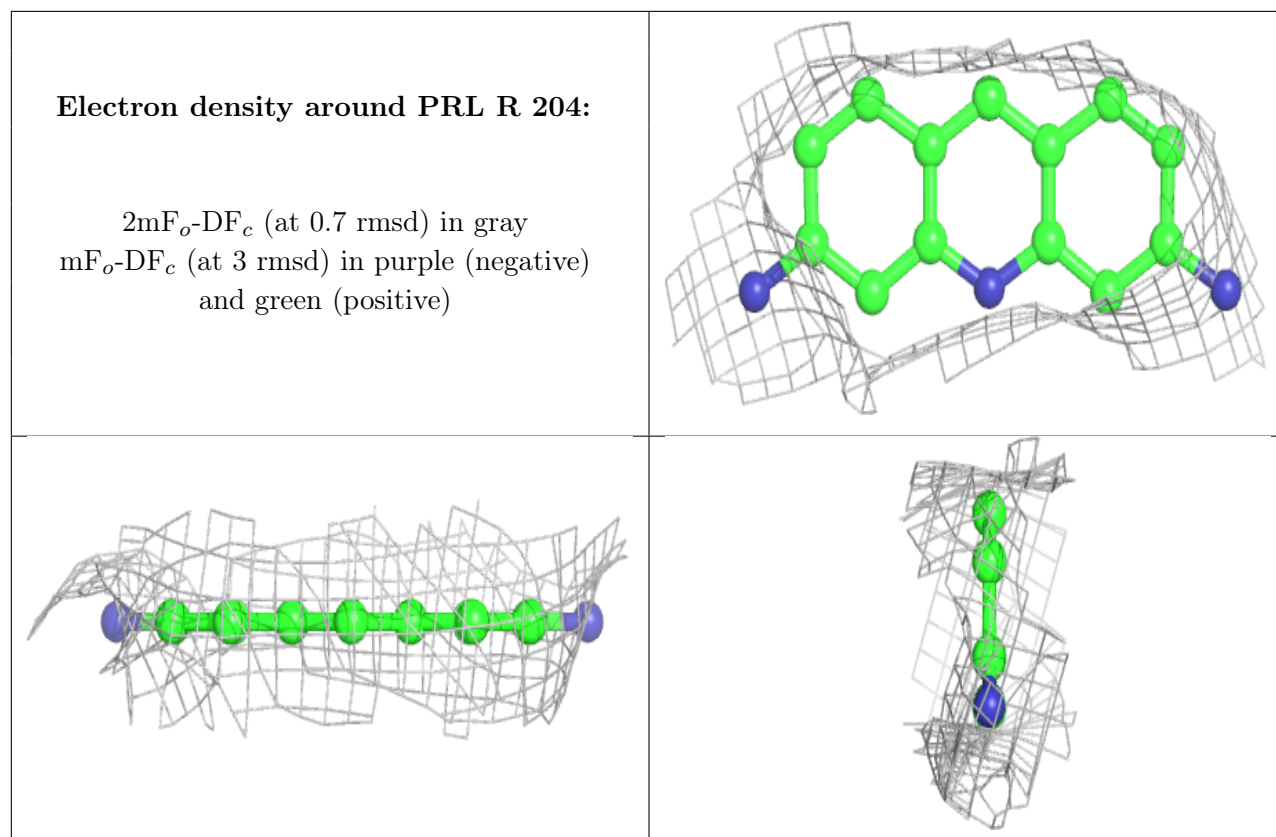 Electron density around PRL R 204:
2mFo-DFc (at 0.7 rmsd) in gray
mFo-DFc (at 3 rmsd) in purple (negative)
and green (positive)